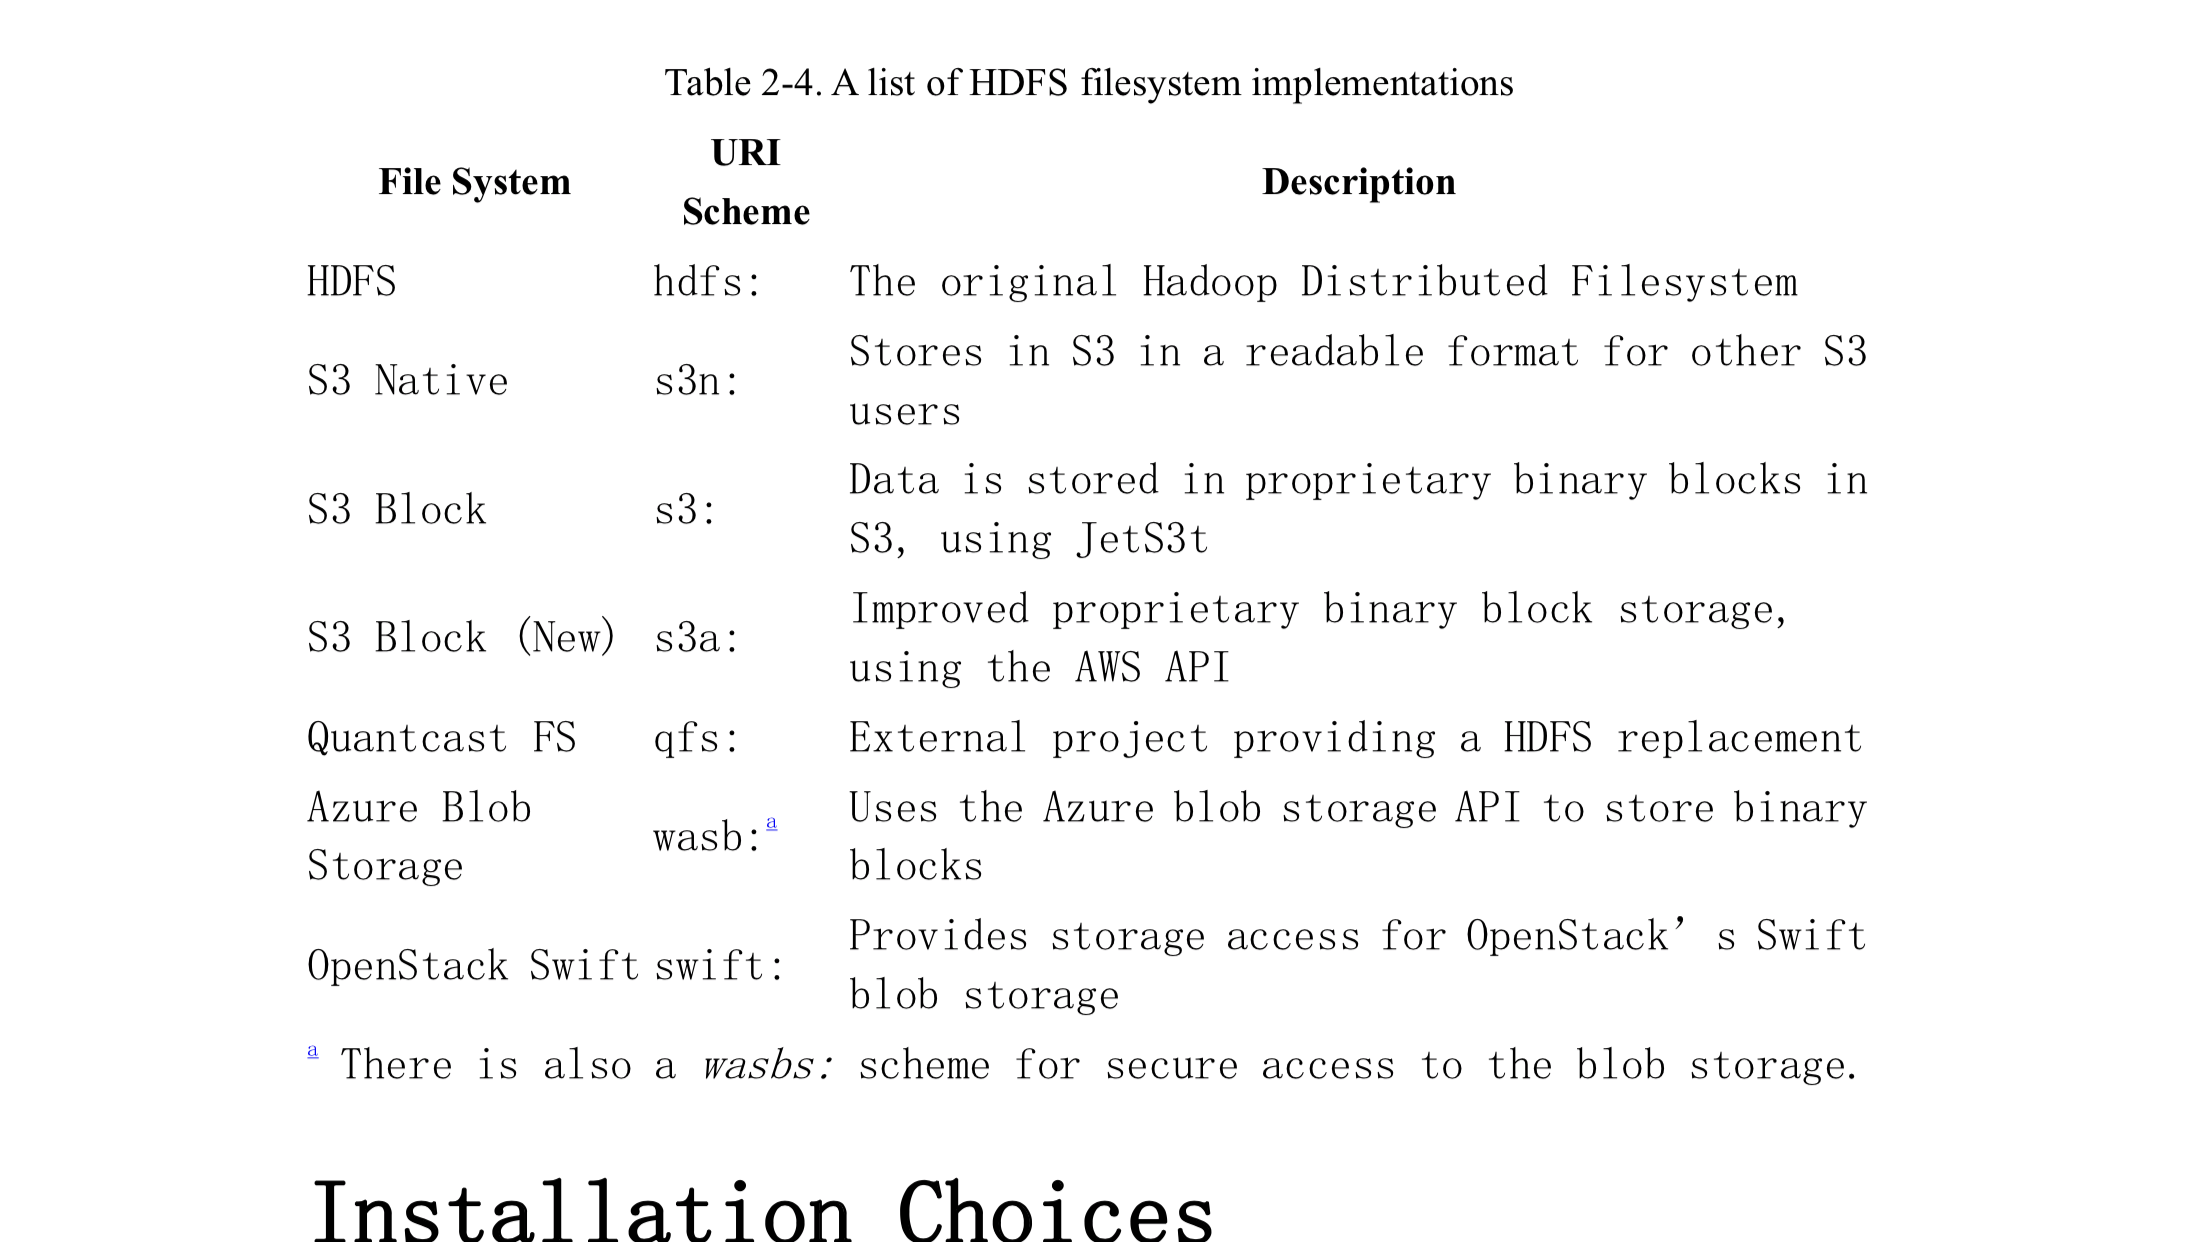 Table 2-4. A list of HDFS filesystem implementations
File System URI Scheme Description
HDFS hdfs: The original Hadoop Distributed Filesystem
S3 Native s3n: Stores in S3 in a readable format for other S3
users
S3 Block s3: Data is stored in proprietary binary blocks in
S3, using JetS3t
S3 Block (New) s3a: Improved proprietary binary block storage,
using the AWS API
Quantcast FS qfs: External project providing a HDFS replacement
Azure Blob Storage wasb:a Uses the Azure blob storage API to store binary
blocks
OpenStack Swift swift: Provides storage access for OpenStack’s Swift
blob storage
a There is also a wasbs: scheme for secure access to the blob storage.
Installation Choices